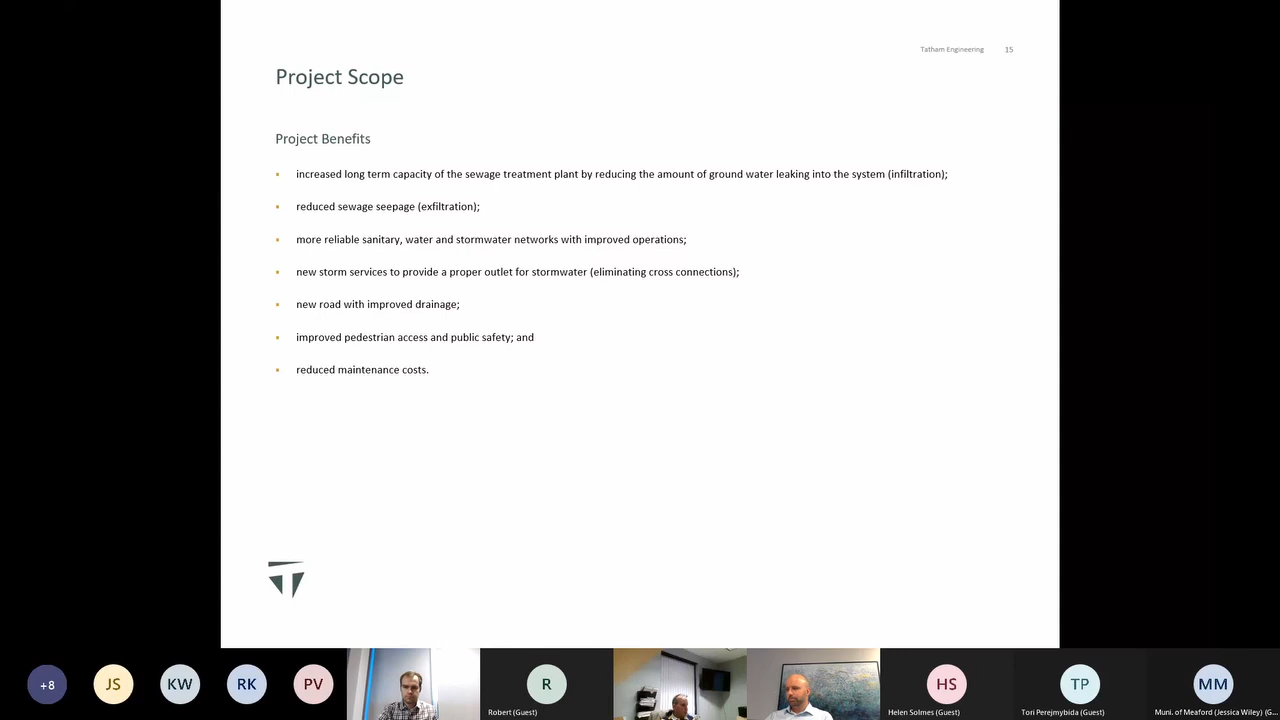 Tatham Engineering 15
Project Scope
Project Benefits
increased long term capacity of the sewage treatment plant by reducing the amount of ground water leaking into the system (infiltration);
reduced sewage seepage (exfiltration);
more reliable sanitary, water and stormwater networks with improved operations;
new storm services to provide a proper outlet for stormwater (eliminating cross connections);
new road with improved drainage;
improved pedestrian access and public safety; and
reduced maintenance costs.
+8 JS KW RK PV R HS TP MM
Robert (Guest) Helen Solmes (Guest) Tori Perejmybida (Guest) Muni. of Meaford (Jessica Wiley) (G...